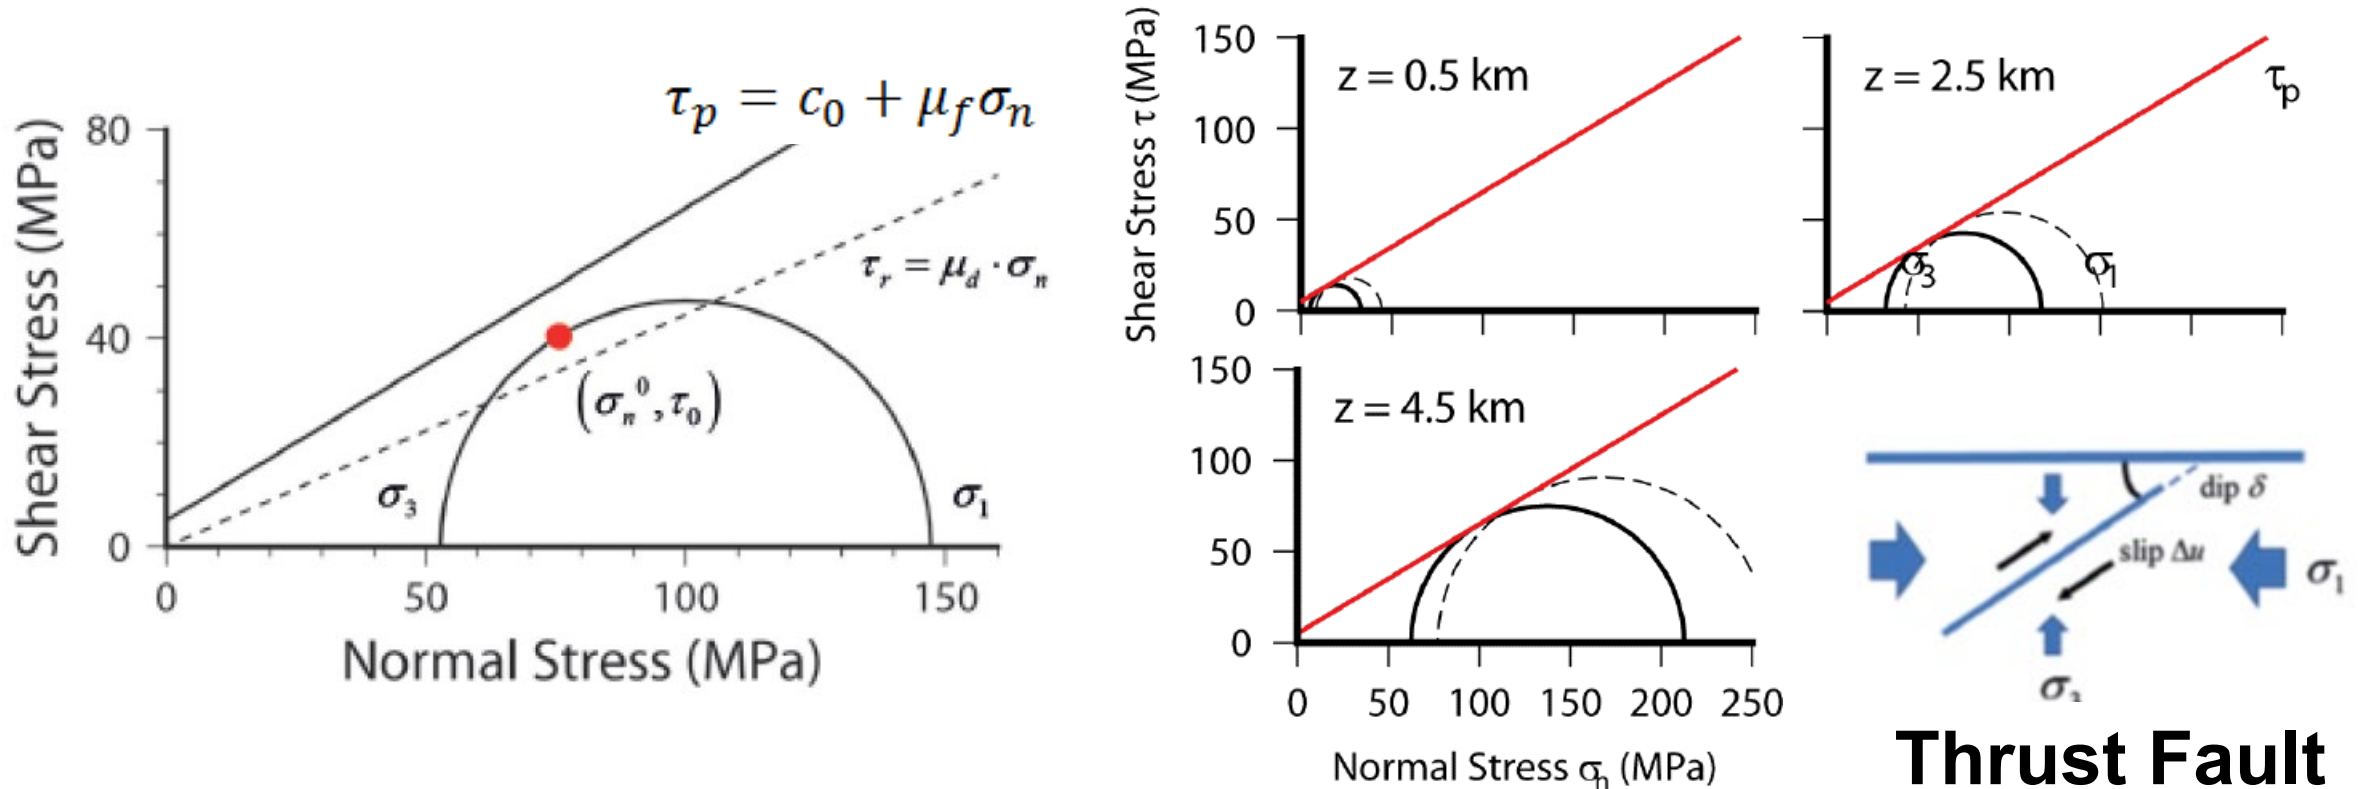 Shear Stress (MPa)
80
40
0
τp = c0 + μfσn
τr = μd · σn
(σn0, τ0)
σ3
σ1
0 50 100 150
Normal Stress (MPa)
Shear Stress τ (MPa)
150
100
50
0
z = 0.5 km
z = 2.5 km
τp
σ3
σ1
150
100
50
0
z = 4.5 km
0 50 100 150 200 250
Normal Stress σn (MPa)
dip δ
slip Δu
σ1
σ3
Thrust Fault